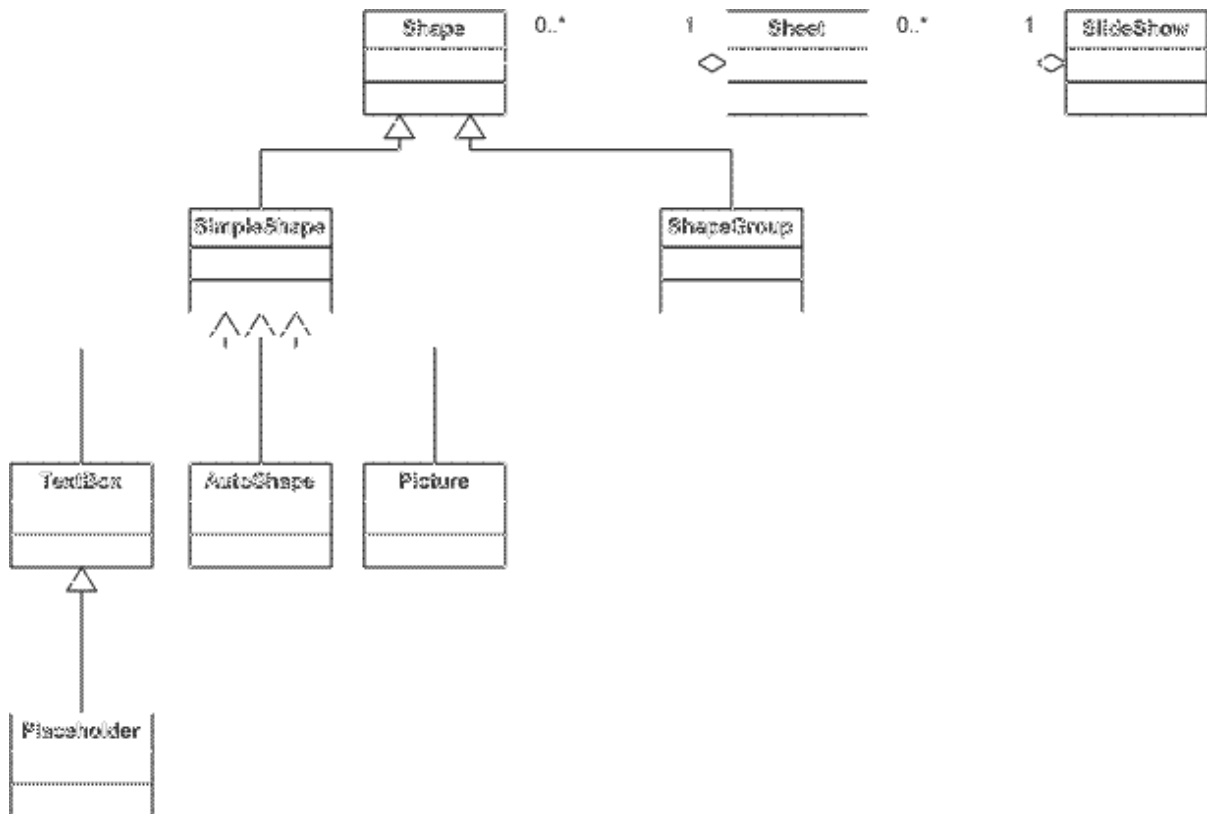 Shape 0..* 1 Sheet 0..* 1 SlideShow
SimpleShape ShapeGroup
TextBox AutoShape Picture
Placeholder